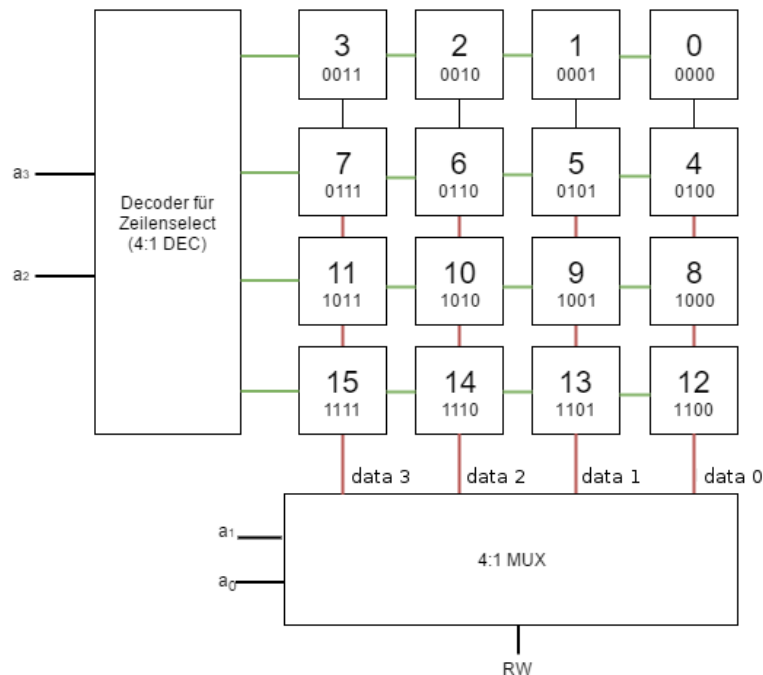 3 2 1 0
0011 0010 0001 0000
7 6 5 4
0111 0110 0101 0100
a₃
Decoder für
Zeilenselect
(4:1 DEC)
a₂
11 10 9 8
1011 1010 1001 1000
15 14 13 12
1111 1110 1101 1100
data 3 data 2 data 1 data 0
a₁
4:1 MUX
a₀
RW